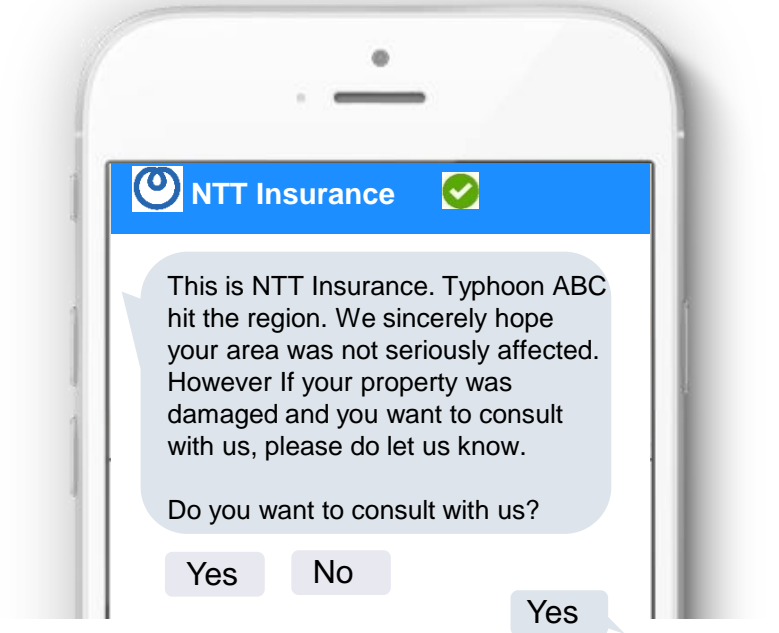 NTT Insurance
This is NTT Insurance. Typhoon ABC
hit the region. We sincerely hope
your area was not seriously affected.
However If your property was
damaged and you want to consult
with us, please do let us know.
Do you want to consult with us?
Yes No
Yes